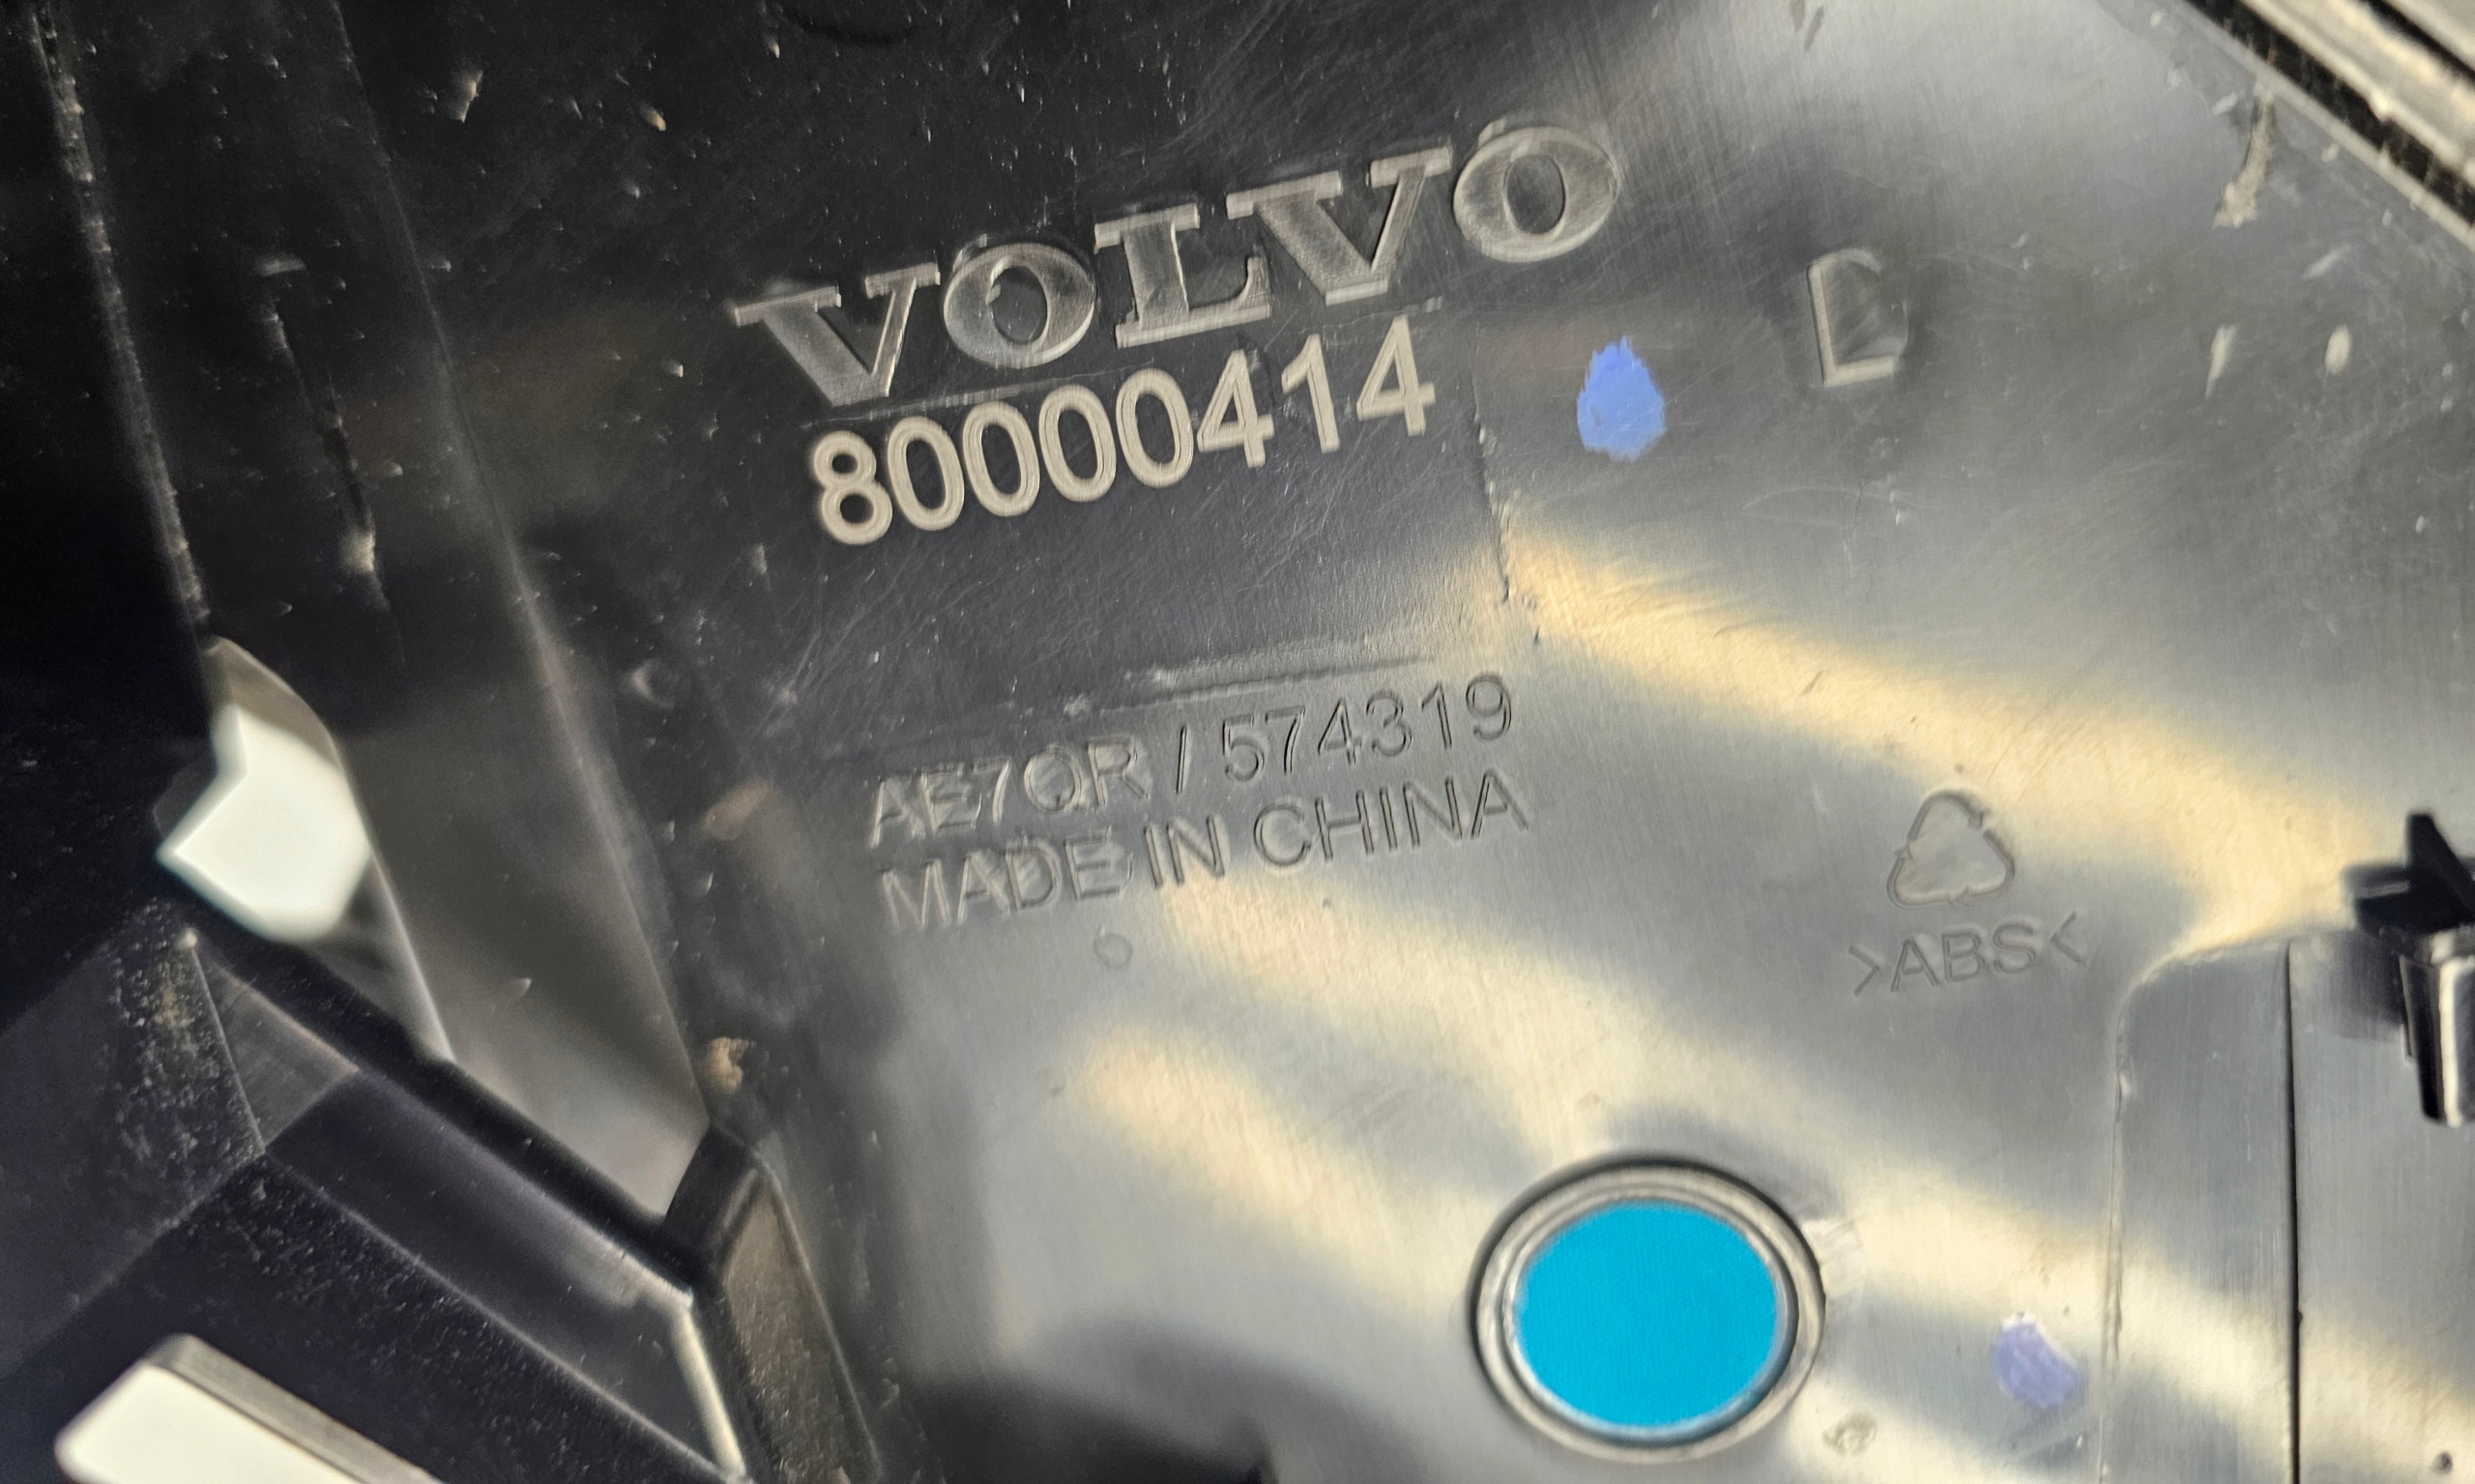 VOLVO
80000414
L
AE7QR / 574319
MADE IN CHINA
>ABS<